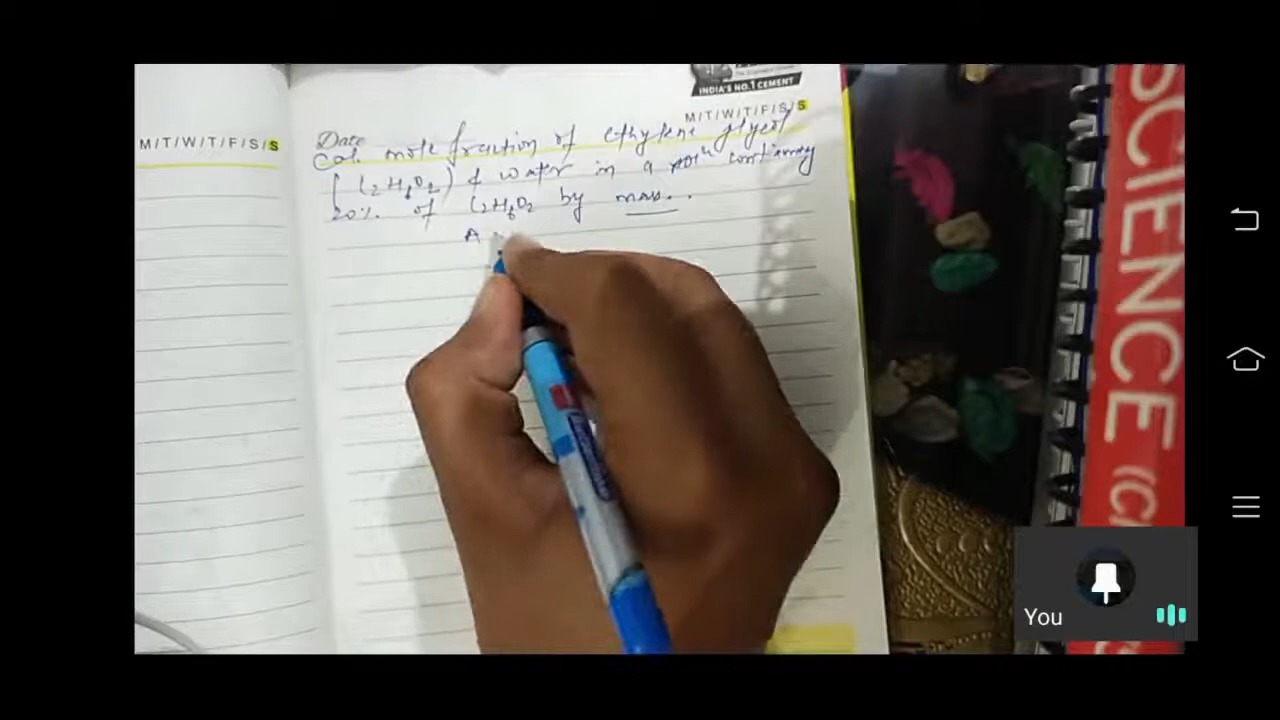 INDIA'S NO.1 CEMENT
M/T/W/T/F/S/S
M/T/W/T/F/S/S
Date
Cal. mole fraction of ethylene glycol
(C2H6O2) & water in a containing
20% of C2H6O2 by mass.
A
SCIENCE
You